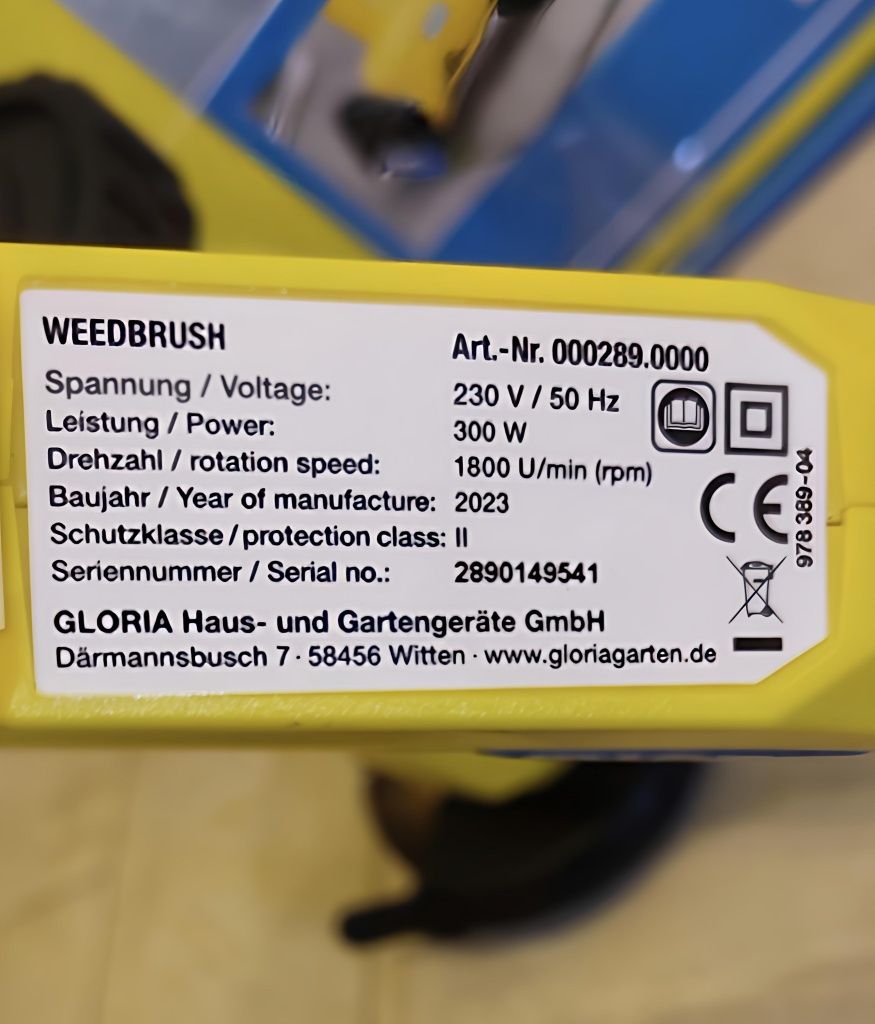 WEEDBRUSH Art.-Nr. 000289.0000
Spannung / Voltage: 230 V / 50 Hz
Leistung / Power: 300 W
Drehzahl / rotation speed: 1800 U/min (rpm)
Baujahr / Year of manufacture: 2023
Schutzklasse / protection class: II
Seriennummer / Serial no.: 2890149541
GLORIA Haus- und Gartengeräte GmbH
Därmannsbusch 7 · 58456 Witten · www.gloriagarten.de
CE
978 389-04